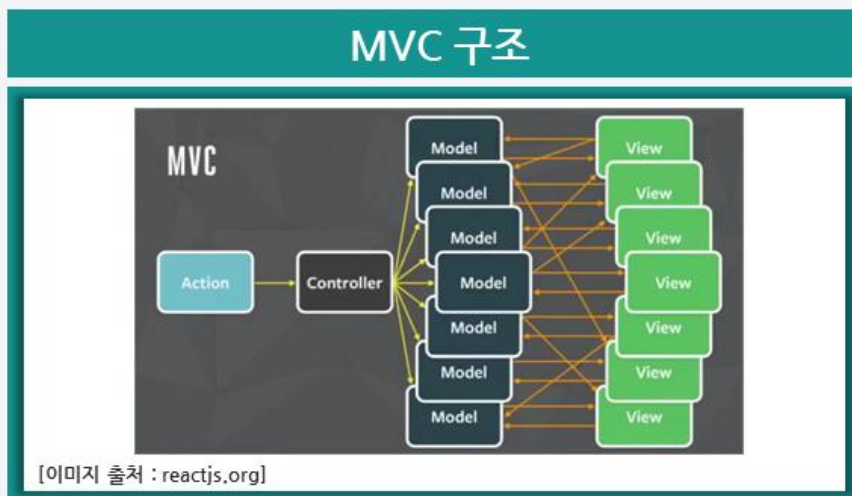 MVC 구조
MVC
Model View
Model View
Model View
Action Controller Model View
Model View
Model View
Model View
[이미지 출처 : reactjs.org]